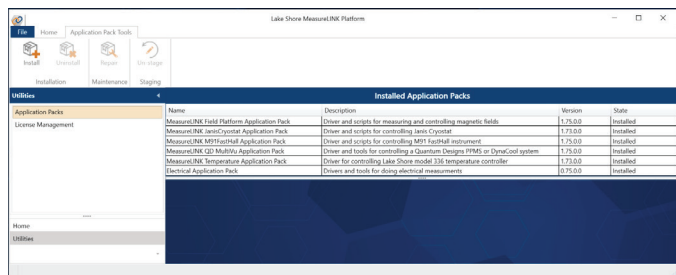 Lake Shore MeasureLINK Platform
File Home Application Pack Tools
Install Uninstall Repair Un-stage
Installation Maintenance Staging
Utilities
Installed Application Packs
Application Packs
License Management
Name Description Version State
MeasureLINK Field Platform Application Pack Driver and scripts for measuring and controlling magnetic fields 1.75.0.0 Installed
MeasureLINK JanisCryostat Application Pack Driver and scripts for controlling Janis Cryostat 1.73.0.0 Installed
MeasureLINK M91FastHall Application Pack Driver and scripts for controlling M91 FastHall instrument 1.75.0.0 Installed
MeasureLINK QD MultiVu Application Pack Driver and tools for controlling a Quantum Designs PPMS or DynaCool system 1.75.0.0 Installed
MeasureLINK Temperature Application Pack Driver for controlling Lake Shore model 336 temperature controller 1.73.0.0 Installed
Electrical Application Pack Drivers and tools for doing electrical measurments 0.75.0.0 Installed
Home
Utilities